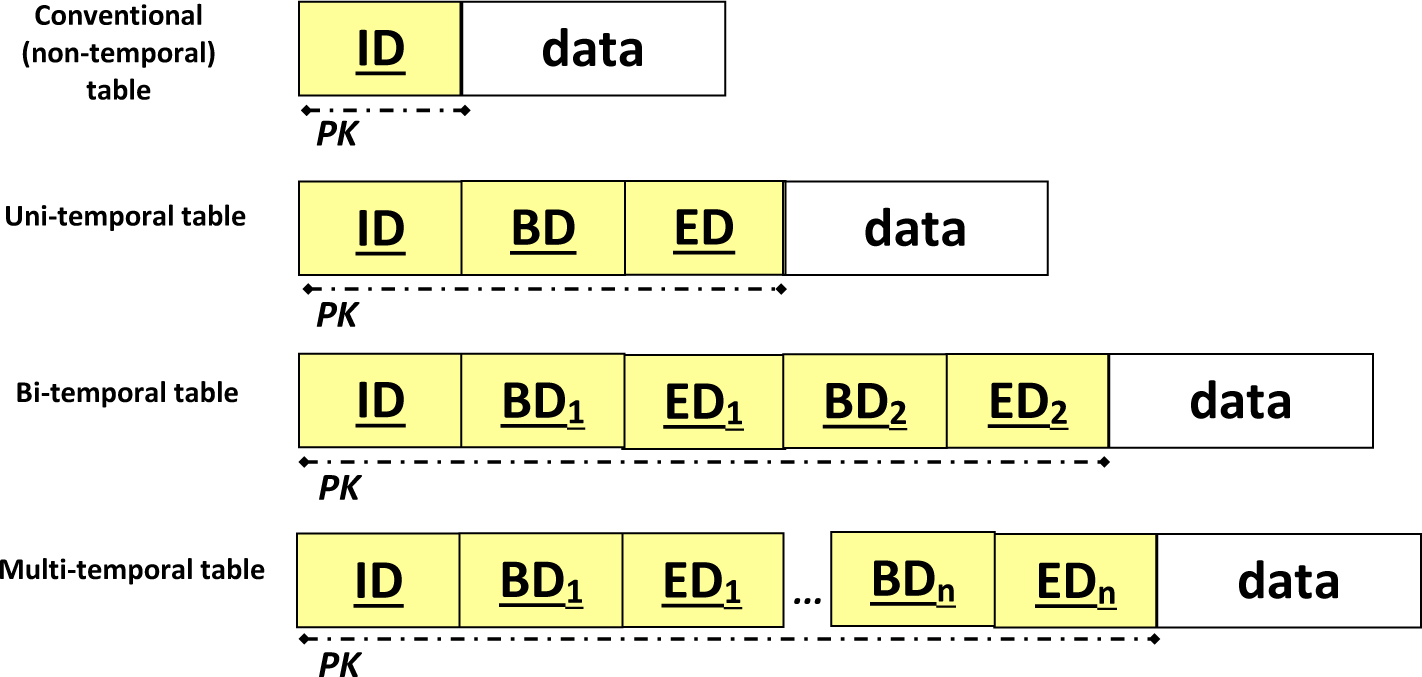 Conventional
(non-temporal)
table
ID data
PK
Uni-temporal table
ID BD ED data
PK
Bi-temporal table
ID BD₁ ED₁ BD₂ ED₂ data
PK
Multi-temporal table
ID BD₁ ED₁ ... BDₙ EDₙ data
PK